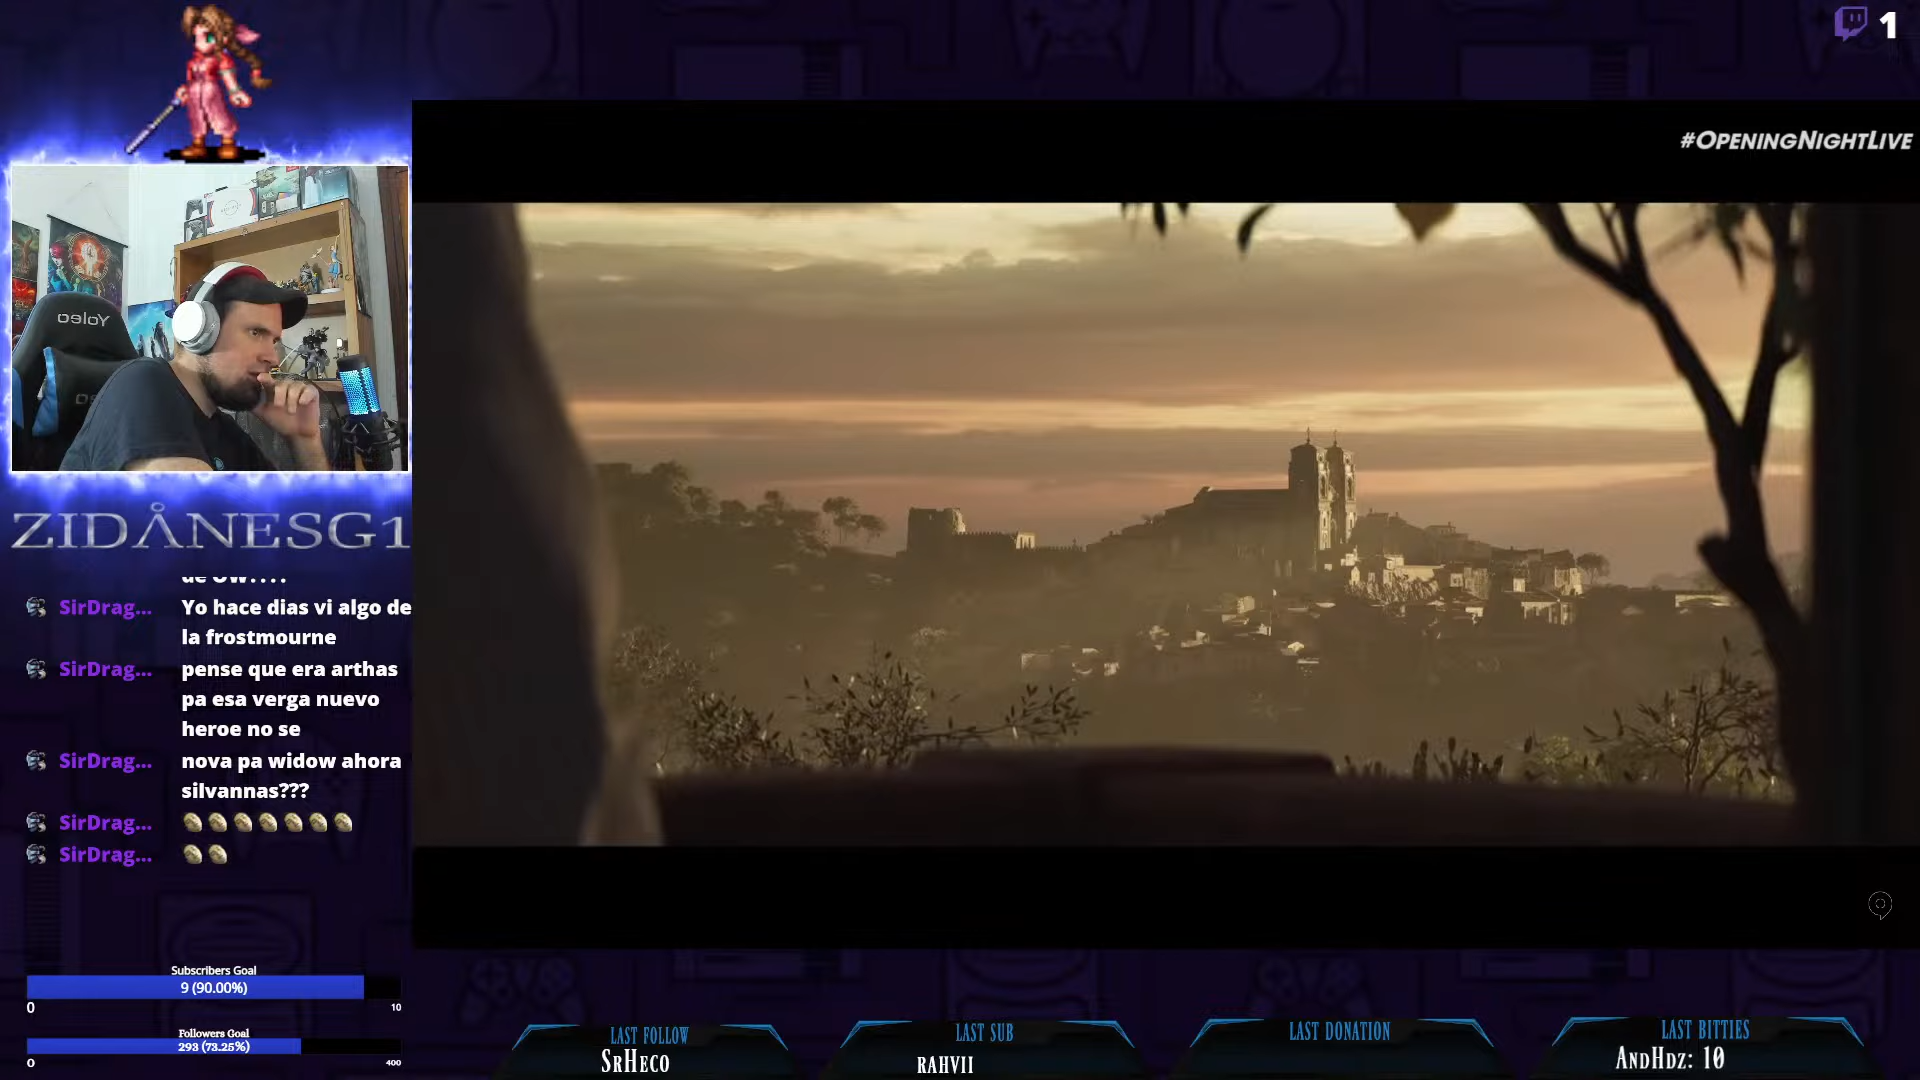 1
#OPENINGNIGHTLIVE
Yoleo
ZIDÅNESG1
SirDrag... Yo hace dias vi algo de
la frostmourne
SirDrag... pense que era arthas
pa esa verga nuevo
heroe no se
SirDrag... nova pa widow ahora
silvannas???
SirDrag...
SirDrag...
Subscribers Goal
9 (90.00%)
0 10
Followers Goal
293 (73.25%)
0 400
LAST FOLLOW
SRHECO
LAST SUB
RAHVII
LAST DONATION
LAST BITTIES
ANDHDZ: 10